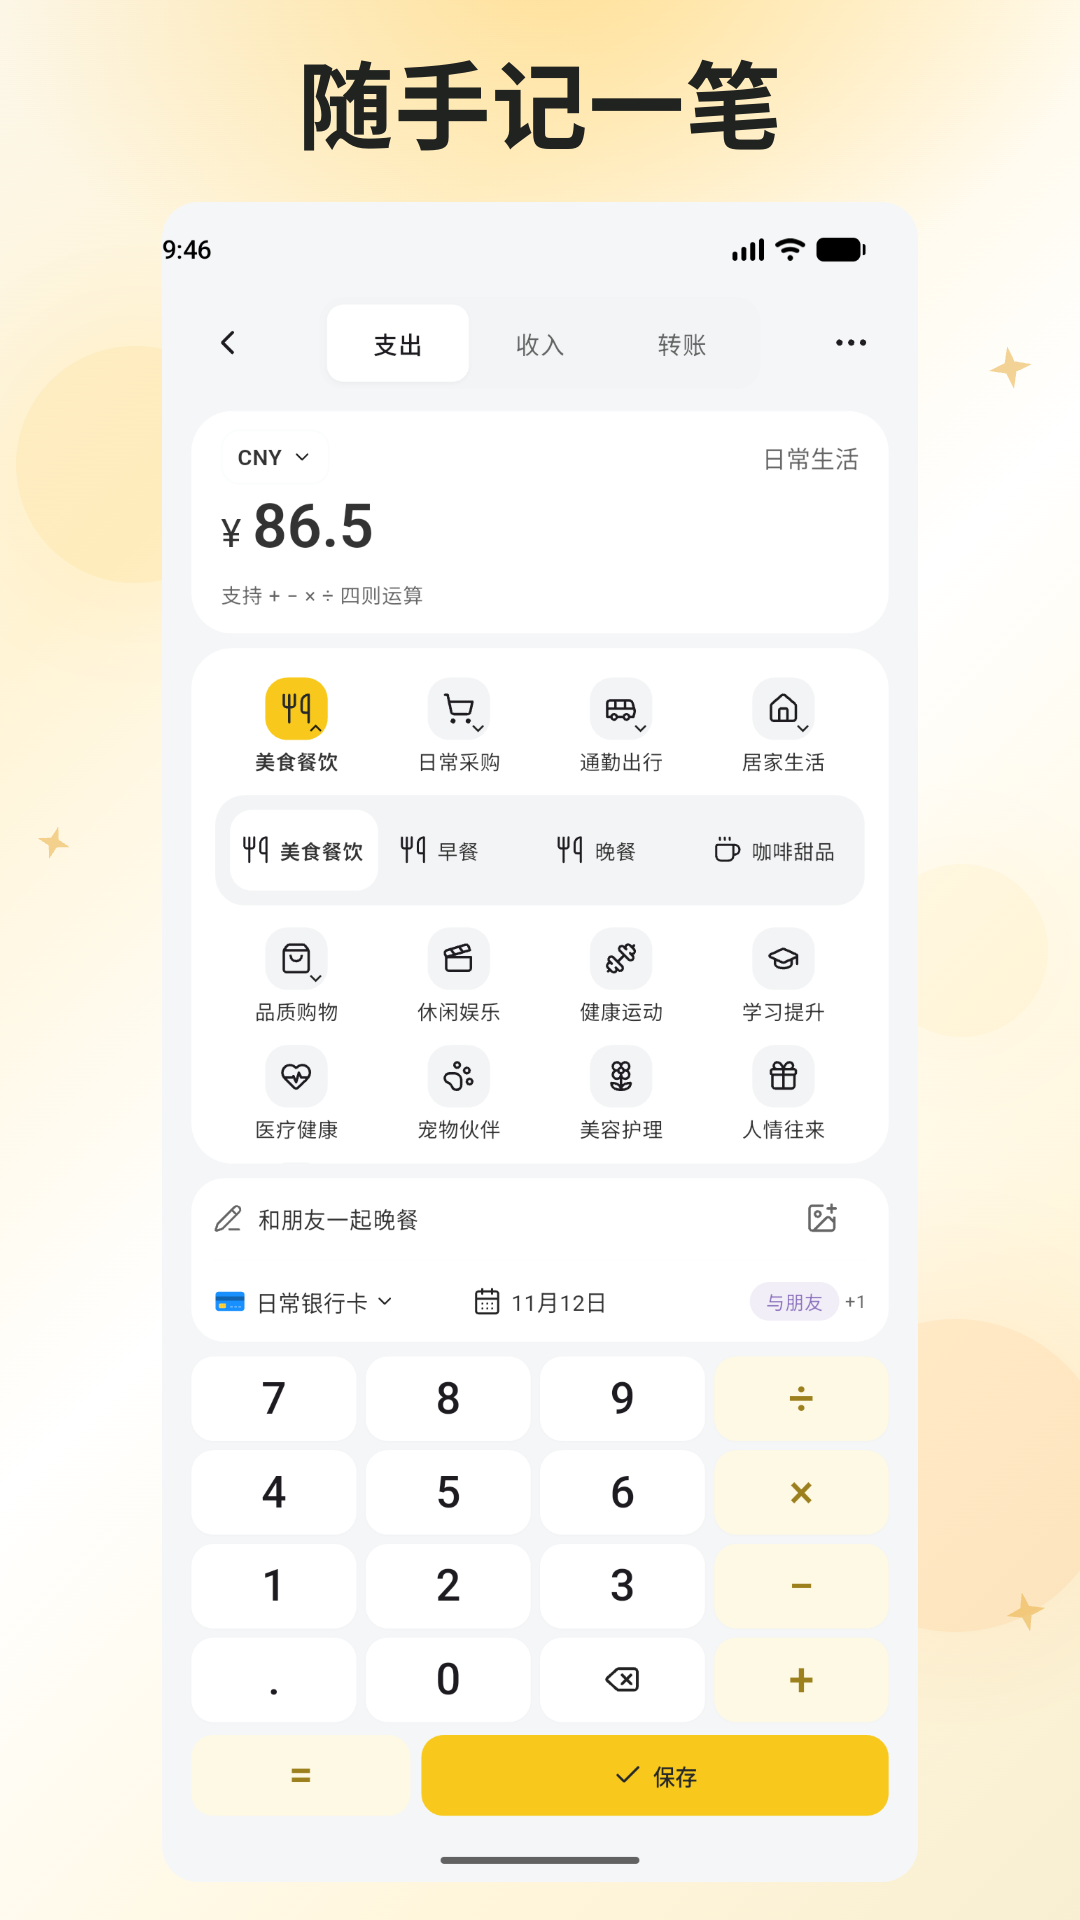 随手记一笔
9:46
支出 收入 转账
CNY 日常生活
¥ 86.5
支持 + − × ÷ 四则运算
美食餐饮 日常采购 通勤出行 居家生活
美食餐饮 早餐 晚餐 咖啡甜品
品质购物 休闲娱乐 健康运动 学习提升
医疗健康 宠物伙伴 美容护理 人情往来
和朋友一起晚餐
日常银行卡 11月12日 与朋友 +1
7 8 9 ÷
4 5 6 ×
1 2 3 −
. 0 +
= 保存